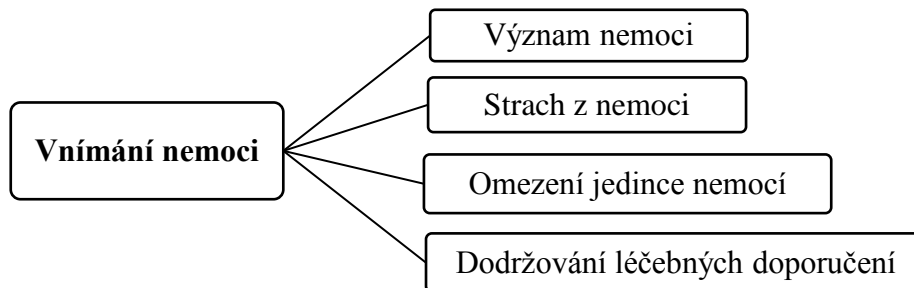 Vnímání nemoci
Význam nemoci
Strach z nemoci
Omezení jedince nemocí
Dodržování léčebných doporučení